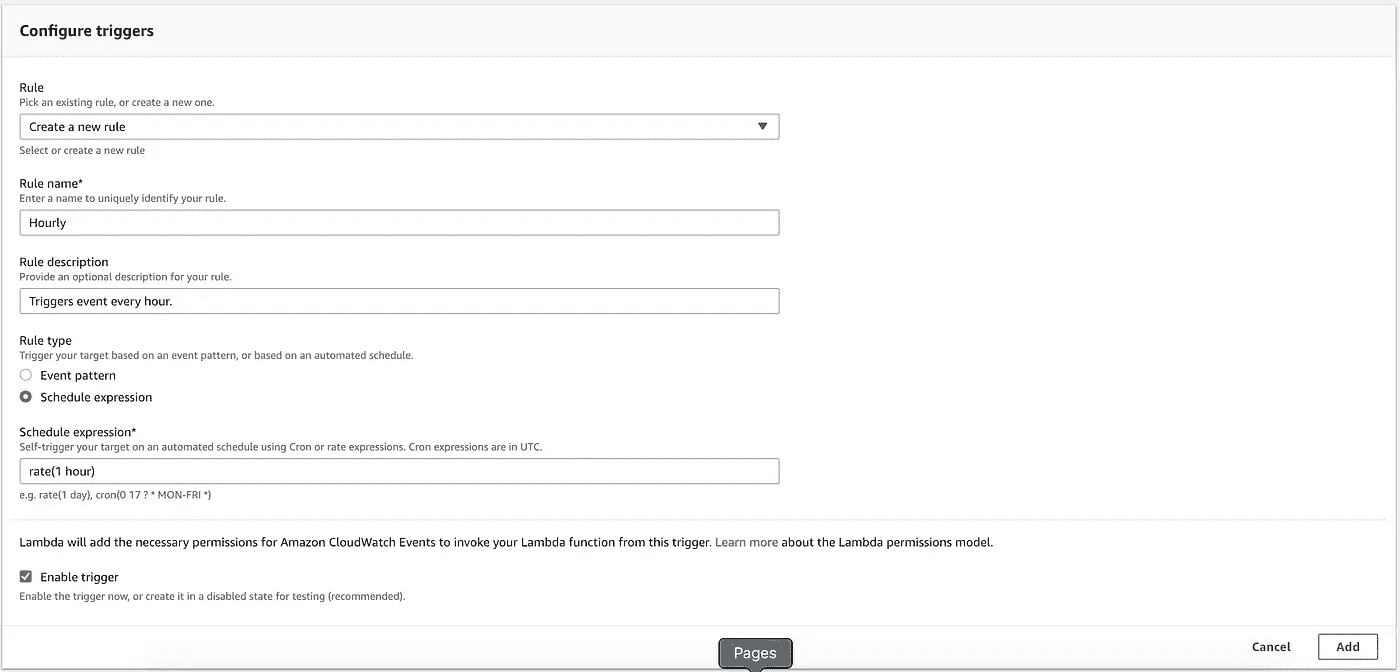 Configure triggers
Rule
Pick an existing rule, or create a new one.
Create a new rule
Select or create a new rule
Rule name*
Enter a name to uniquely identify your rule.
Hourly
Rule description
Provide an optional description for your rule.
Triggers event every hour.
Rule type
Trigger your target based on an event pattern, or based on an automated schedule.
Event pattern
Schedule expression
Schedule expression*
Self-trigger your target on an automated schedule using Cron or rate expressions. Cron expressions are in UTC.
rate(1 hour)
e.g. rate(1 day), cron(0 17 ? * MON-FRI *)
Lambda will add the necessary permissions for Amazon CloudWatch Events to invoke your Lambda function from this trigger. Learn more about the Lambda permissions model.
Enable trigger
Enable the trigger now, or create it in a disabled state for testing (recommended).
Cancel Add
Pages